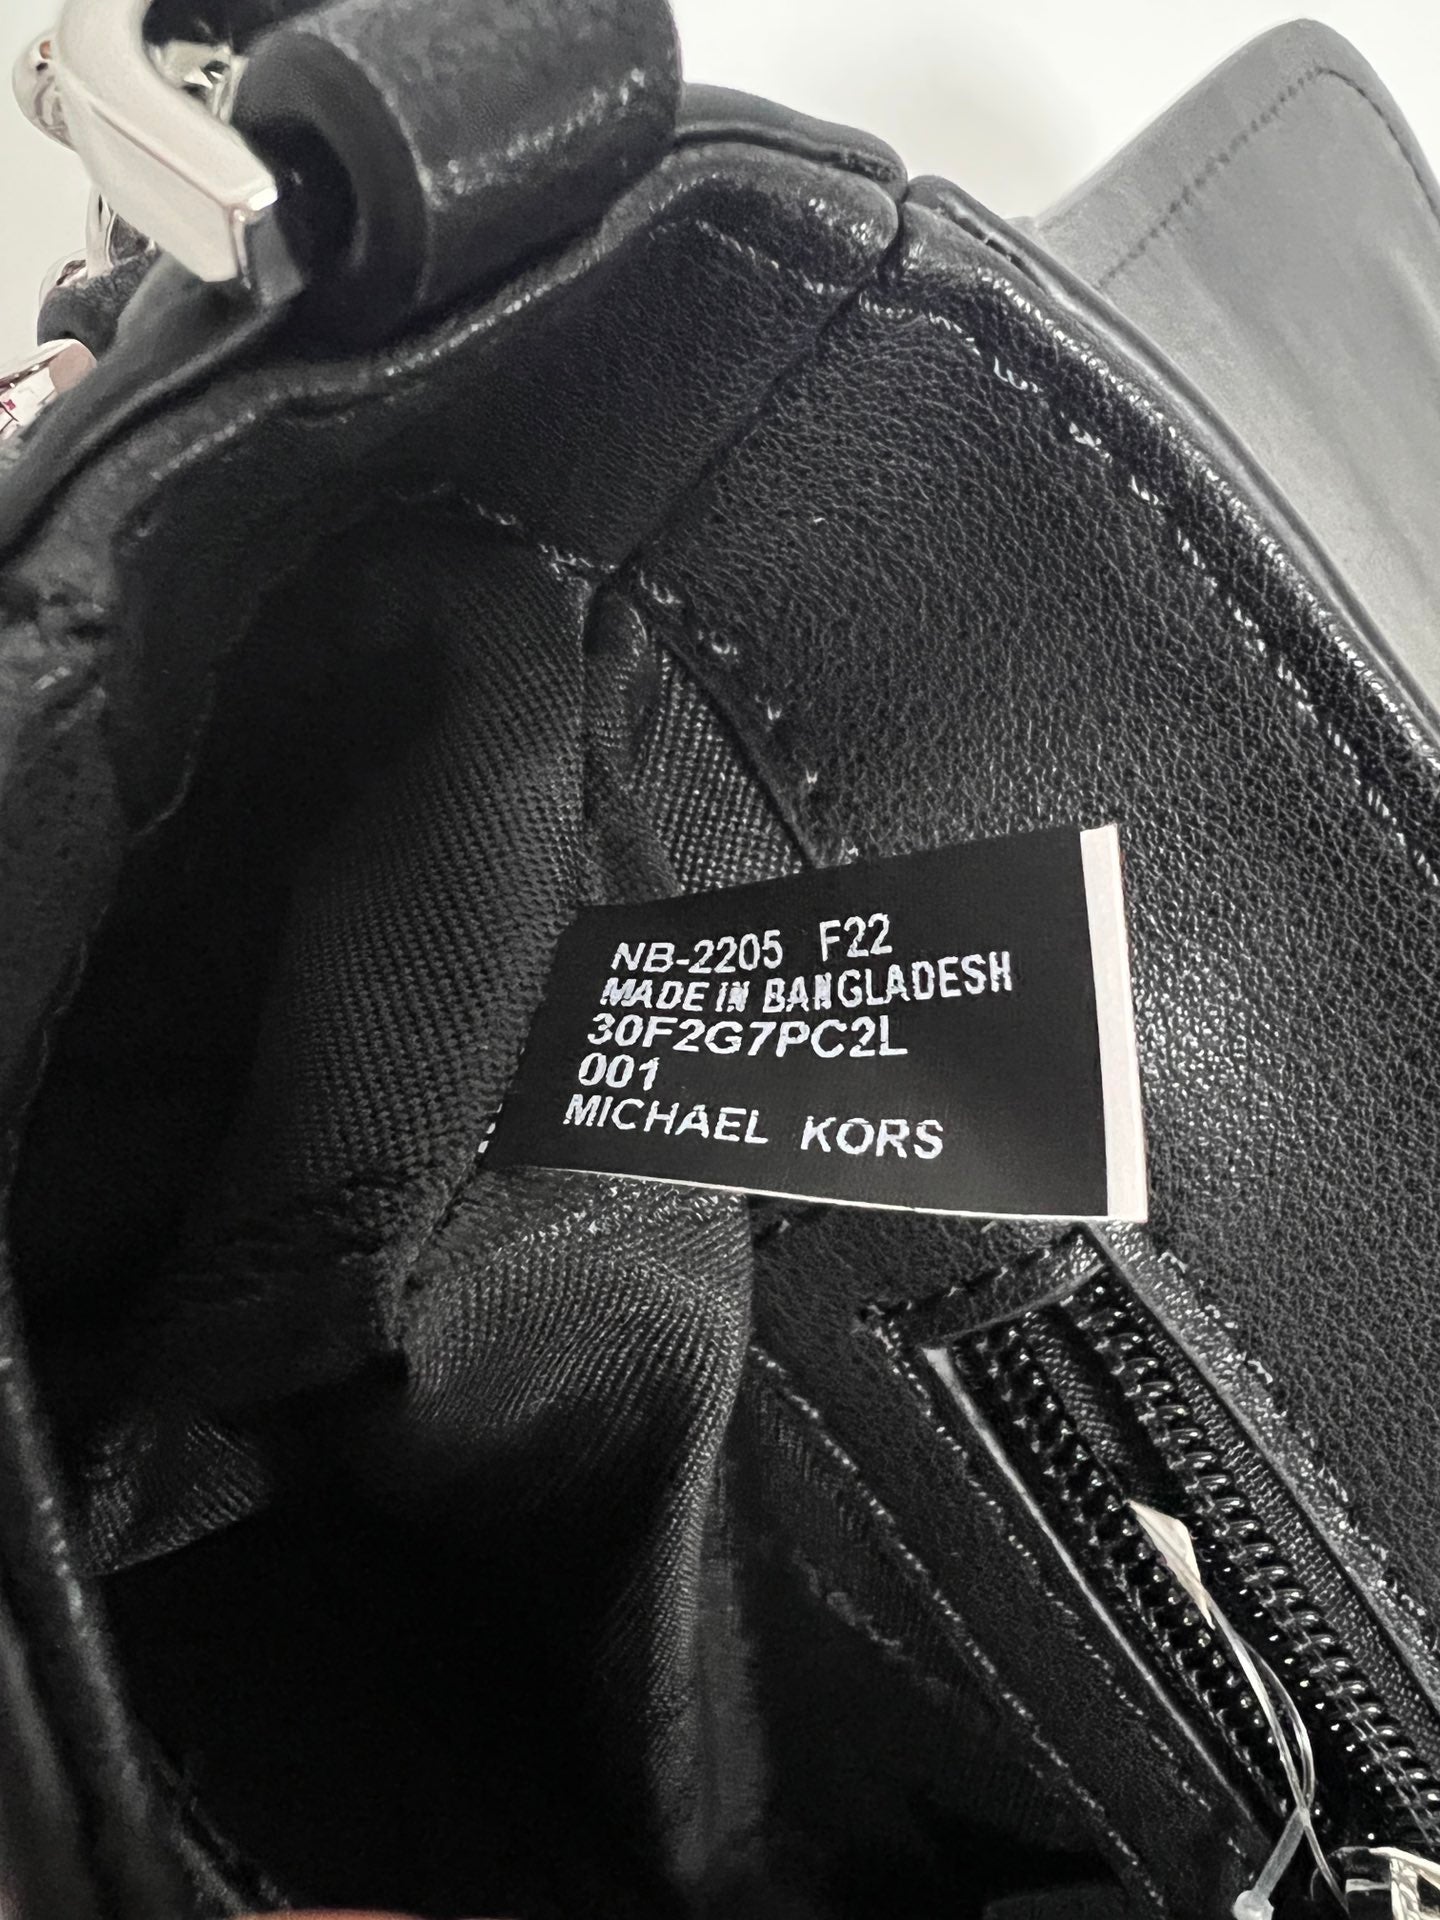 NB-2205 F22
MADE IN BANGLADESH
30F2G7PC2L
001
MICHAEL KORS